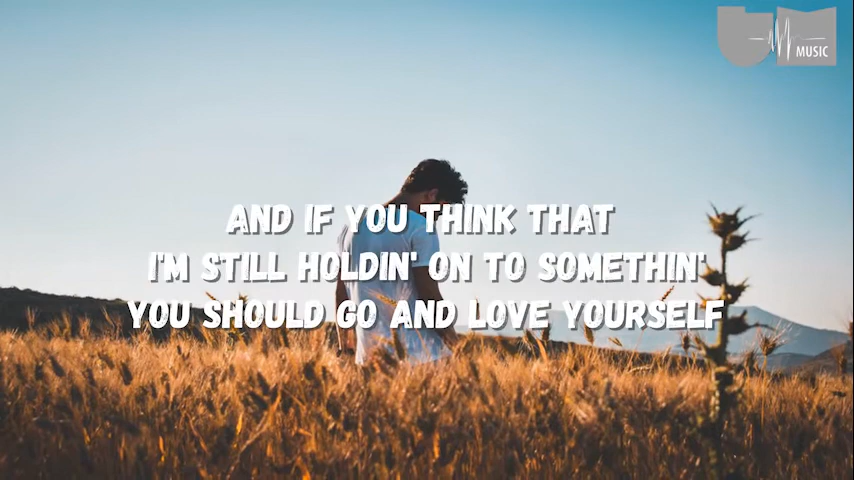 MUSIC
AND IF YOU THINK THAT
I'M STILL HOLDIN' ON TO SOMETHIN'
YOU SHOULD GO AND LOVE YOURSELF